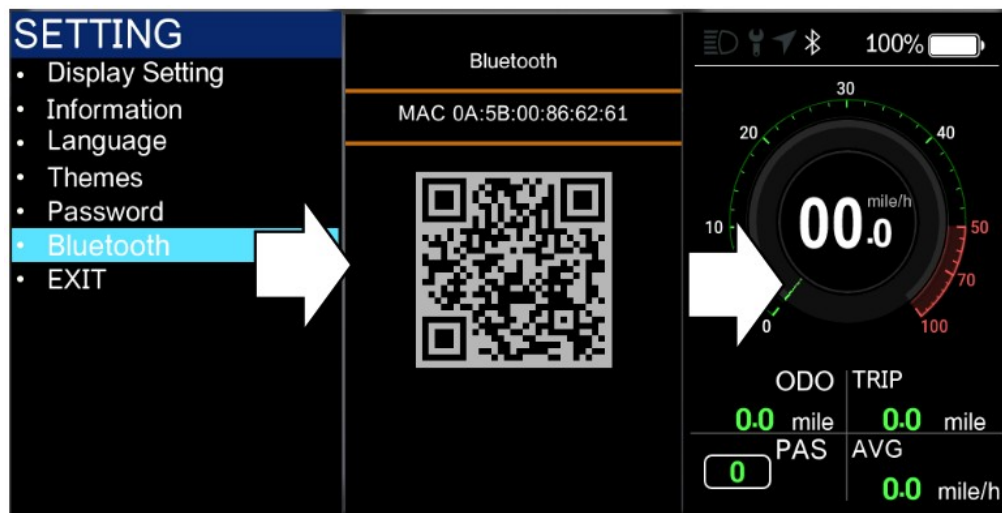 SETTING
• Display Setting
• Information
• Language
• Themes
• Password
• Bluetooth
• EXIT
Bluetooth
MAC 0A:5B:00:86:62:61
100%
30
20
40
10
50
70
0
100
00.0 mile/h
ODO
0.0 mile
TRIP
0.0 mile
PAS
0
AVG
0.0 mile/h